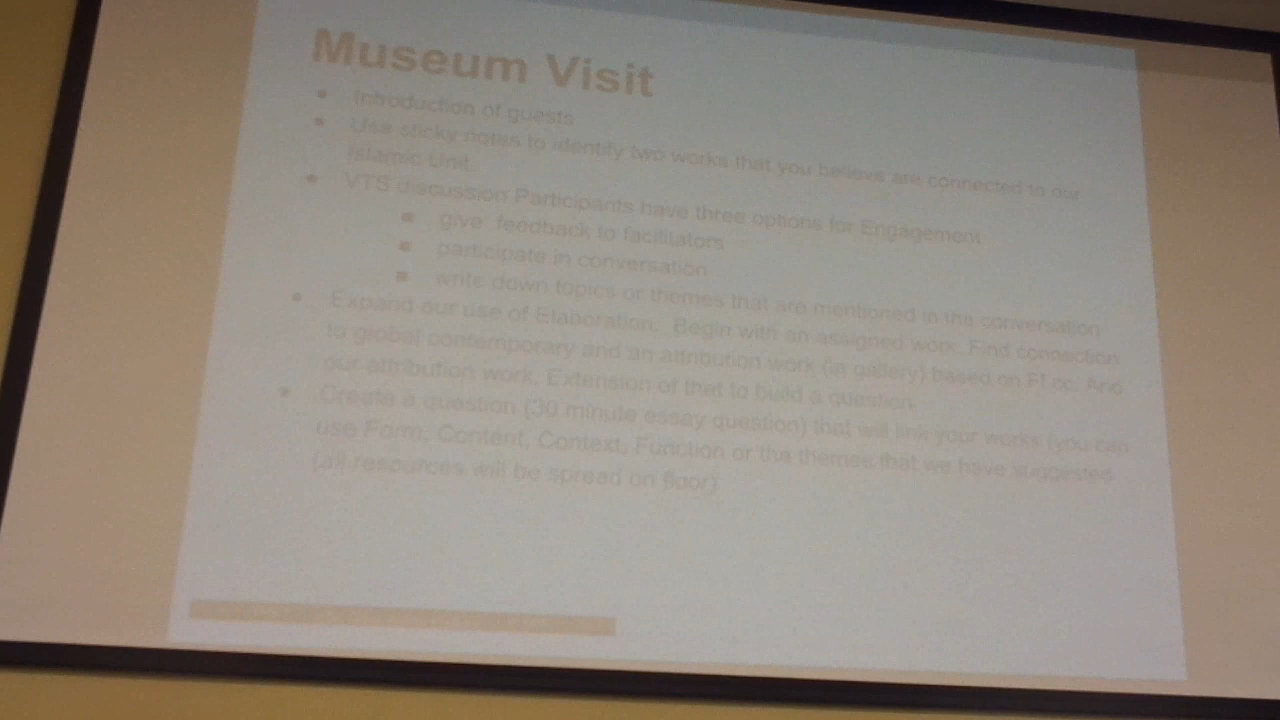 Museum Visit
● Introduction of guests
● Use sticky notes to identify two works that you believe are connected to our
Islamic Unit
● VTS discussion Participants have three options for Engagement
■ give feedback to facilitators
■ participate in conversation
■ write down topics or themes that are mentioned in the conversation
● Expand our use of Elaboration. Begin with an assigned work. Find connection
to global contemporary and an attribution work (in gallery) based on And
our attribution work. Extension of that to build a question
● Create a question (30 minute essay question) that will link your works (you can
use Form, Content, Context, Function or the themes that we have suggested
(all resources will be spread on floor)